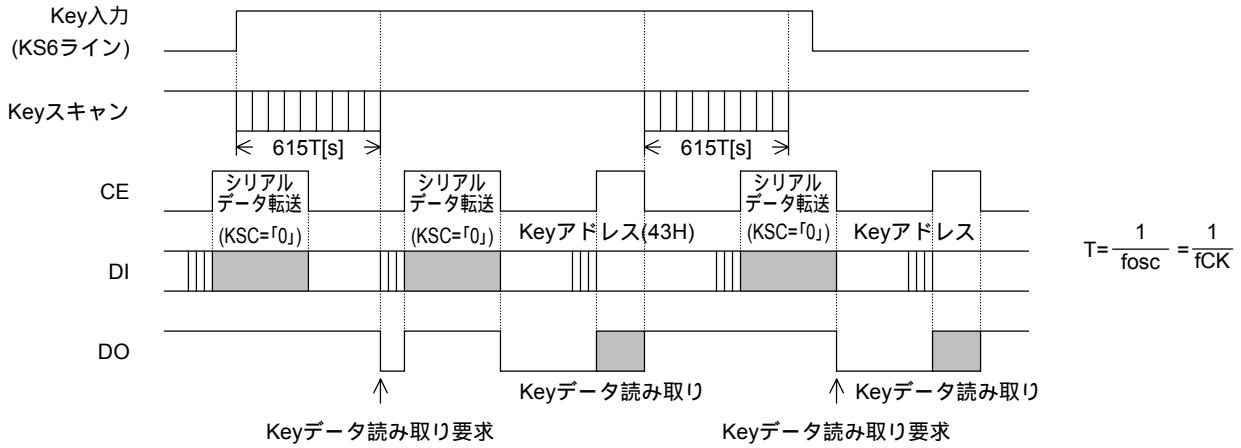 Key入力
(KS6ライン)
Keyスキャン
615T[s]
615T[s]
CE
シリアル
データ転送
シリアル
データ転送
シリアル
データ転送
(KSC=「0」)
(KSC=「0」)
Keyアドレス(43H)
(KSC=「0」)
Keyアドレス
DI
T= 1/fosc = 1/fCK
DO
Keyデータ読み取り
Keyデータ読み取り
Keyデータ読み取り要求
Keyデータ読み取り要求